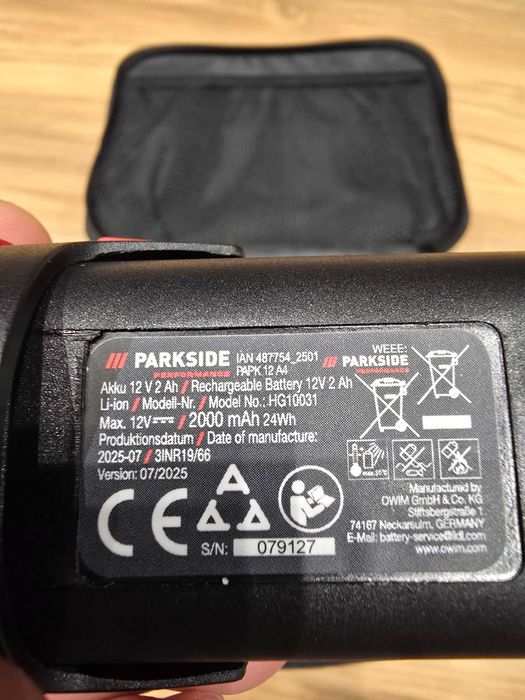 PARKSIDE IAN 487754_2501
PERFORMANCE PAPK 12 A4
WEEE-
PARKSIDE
PERFORMANCE
Akku 12 V 2 Ah / Rechargeable Battery 12V 2 Ah
Li-ion / Modell-Nr. / Model No.: HG10031
Max. 12V / 2000 mAh 24Wh
Produktionsdatum / Date of manufacture:
2025-07 / 3INR19/66
Version: 07/2025
CE
S/N: 079127
Manufactured by
OWIM GmbH & Co. KG
Stiftsbergstraße 1
74167 Neckarsulm, GERMANY
E-Mail: battery-service@lidl.com
www.owim.com